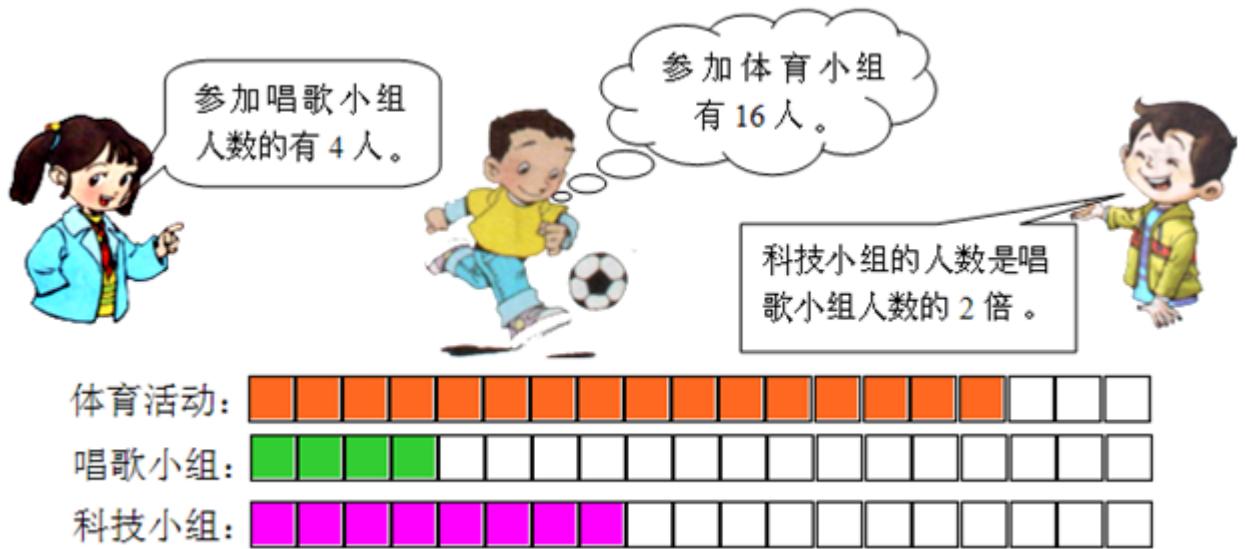 参加唱歌小组
人数的有 4 人。
参加体育小组
有 16 人。
科技小组的人数是唱
歌小组人数的 2 倍。
体育活动：
唱歌小组：
科技小组：